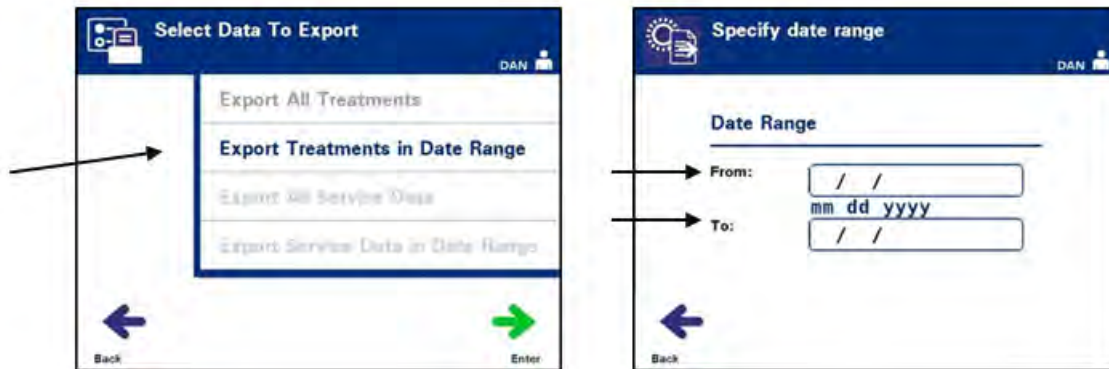 Select Data To Export
DAN
Export All Treatments
Export Treatments in Date Range
Export All Service Data
Export Service Data in Date Range
Back
Enter
Specify date range
DAN
Date Range
From:
/ /
mm dd yyyy
To:
/ /
Back